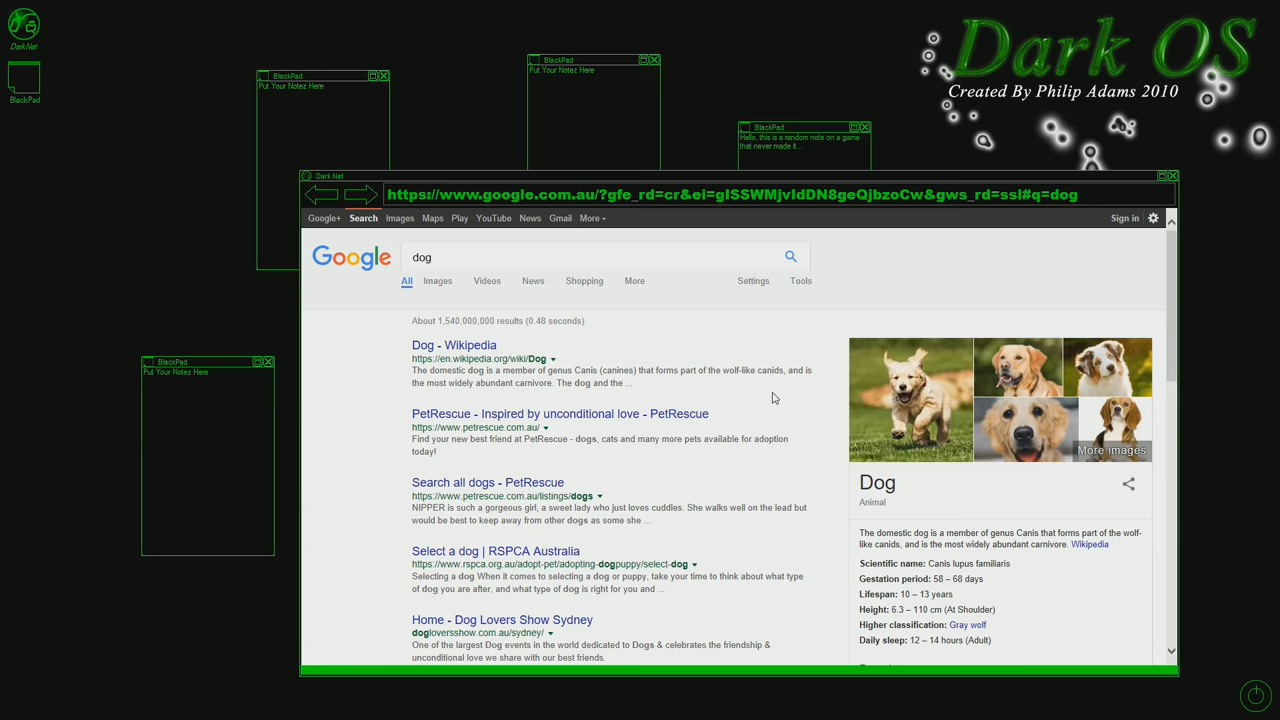 DarkNet
BlackPad
Dark OS
Created By Philip Adams 2010
BlackPad
Put Your Notez Here
BlackPad
Put Your Notez Here
BlackPad
Hello, this is a random note on a game
that never made it...
BlackPad
Put Your Notez Here
Dark Net
https://www.google.com.au/?gfe_rd=cr&ei=gISSWMjvIdDN8geQjbzoCw&gws_rd=ssl#q=dog
Google+ Search Images Maps Play YouTube News Gmail More
Sign in
Google
dog
All Images Videos News Shopping More Settings Tools
About 1,540,000,000 results (0.48 seconds)
Dog - Wikipedia
https://en.wikipedia.org/wiki/Dog
The domestic dog is a member of genus Canis (canines) that forms part of the wolf-like canids, and is
the most widely abundant carnivore. The dog and the ...
PetRescue - Inspired by unconditional love - PetRescue
https://www.petrescue.com.au/
Find your new best friend at PetRescue - dogs, cats and many more pets available for adoption
today!
Search all dogs - PetRescue
https://www.petrescue.com.au/listings/dogs
NIPPER is such a gorgeous girl, a sweet lady who just loves cuddles. She walks well on the lead but
would be best to keep away from other dogs as some she ...
Select a dog | RSPCA Australia
https://www.rspca.org.au/adopt-pet/adopting-dogpuppy/select-dog
Selecting a dog When it comes to selecting a dog or puppy, take your time to think about what type
of dog you are after, and what type of dog is right for you and ...
Home - Dog Lovers Show Sydney
dogloversshow.com.au/sydney/
One of the largest Dog events in the world dedicated to Dogs & celebrates the friendship &
unconditional love we share with our best friends.
More images
Dog
Animal
The domestic dog is a member of genus Canis that forms part of the wolf-
like canids, and is the most widely abundant carnivore. Wikipedia
Scientific name: Canis lupus familiaris
Gestation period: 58 – 68 days
Lifespan: 10 – 13 years
Height: 6.3 – 110 cm (At Shoulder)
Higher classification: Gray wolf
Daily sleep: 12 – 14 hours (Adult)